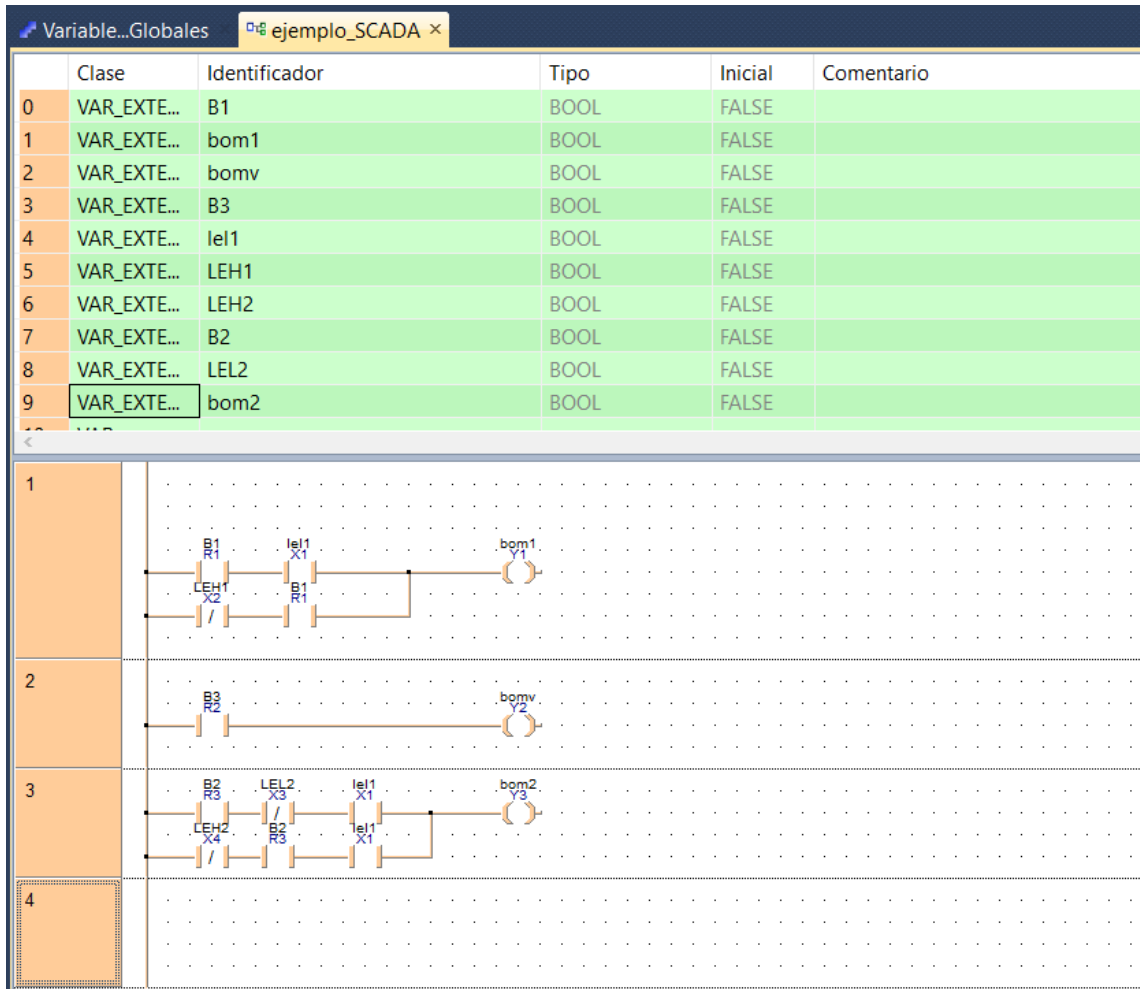 Variable...Globales × ejemplo_SCADA ×
Clase Identificador Tipo Inicial Comentario
0 VAR_EXTE... B1 BOOL FALSE
1 VAR_EXTE... bom1 BOOL FALSE
2 VAR_EXTE... bomv BOOL FALSE
3 VAR_EXTE... B3 BOOL FALSE
4 VAR_EXTE... lel1 BOOL FALSE
5 VAR_EXTE... LEH1 BOOL FALSE
6 VAR_EXTE... LEH2 BOOL FALSE
7 VAR_EXTE... B2 BOOL FALSE
8 VAR_EXTE... LEL2 BOOL FALSE
9 VAR_EXTE... bom2 BOOL FALSE
1
B1 lel1 bom1
R1 X1 Y1
LEH1 B1
X2 R1
2
B3 bomv
R2 Y2
3
B2 LEL2 lel1 bom2
R3 X3 X1 Y3
LEH2 B2 lel1
X4 R3 X1
4